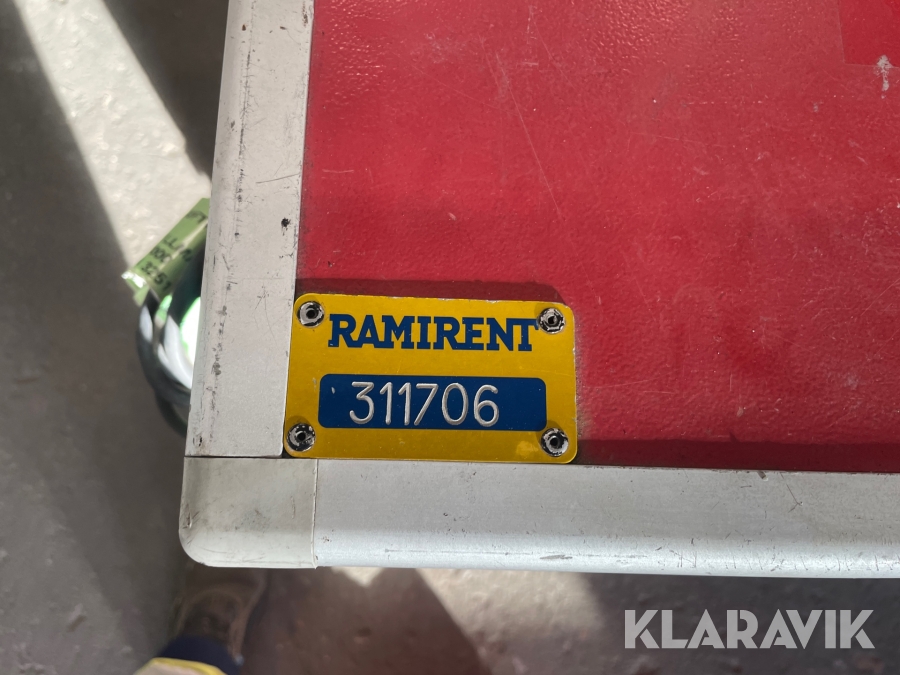 RAMIRENT
311706
KLARAVIK